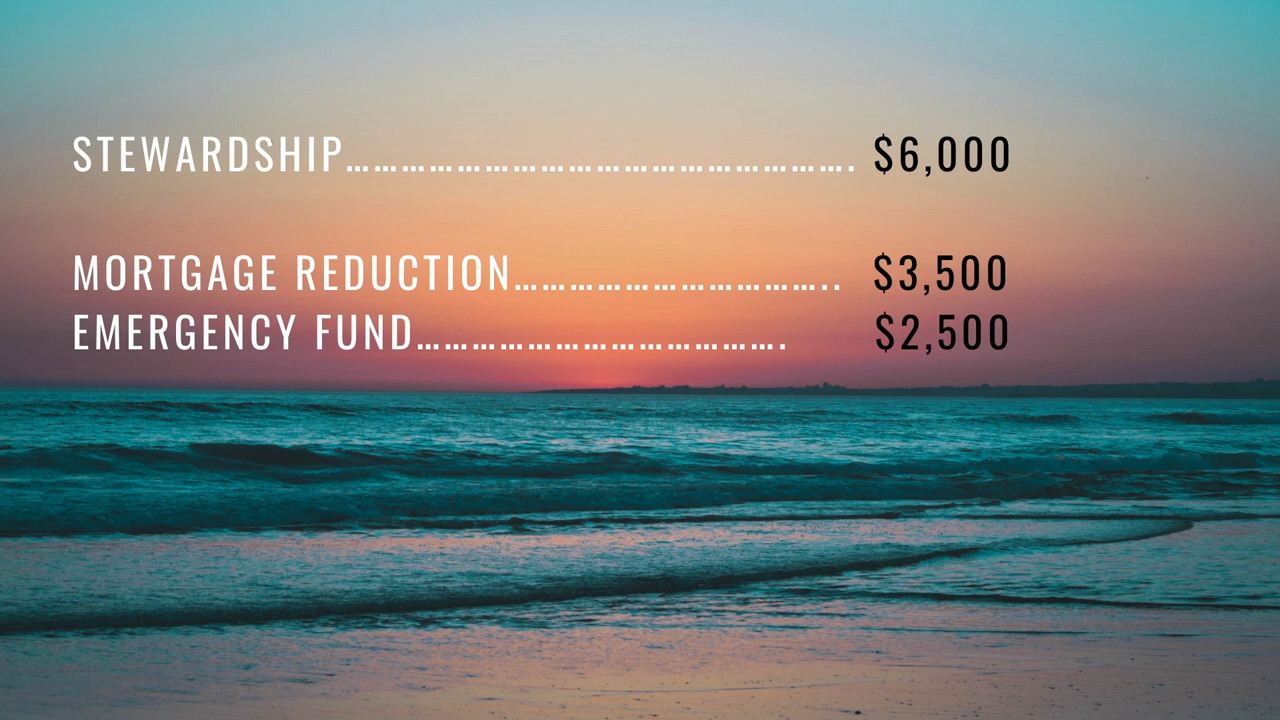 STEWARDSHIP……………………………………………………. $6,000
MORTGAGE REDUCTION……………………………….. $3,500
EMERGENCY FUND……………………………………. $2,500